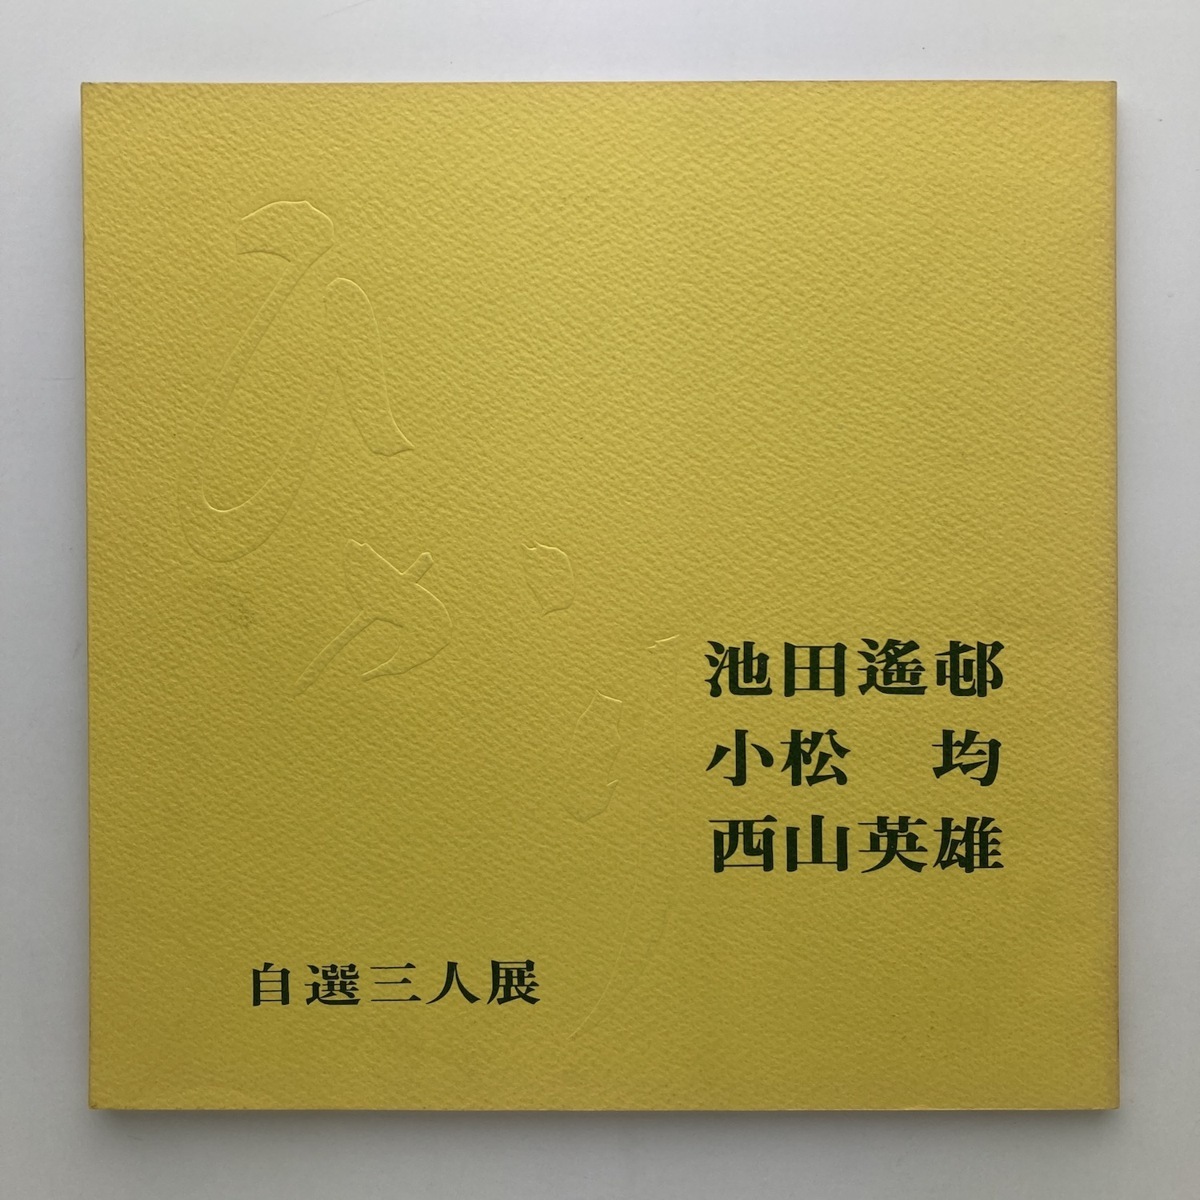 池田遙邨
小松　均
西山英雄
自選三人展